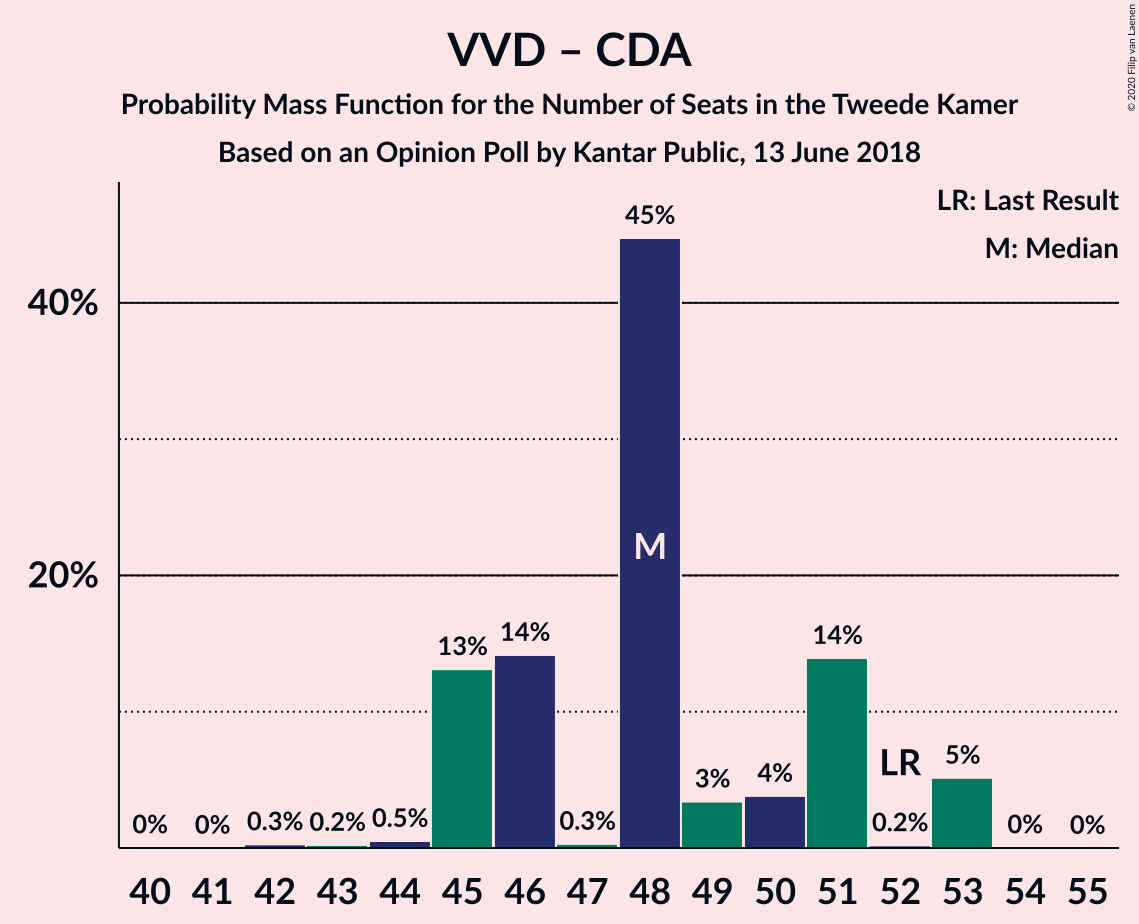 VVD – CDA
Probability Mass Function for the Number of Seats in the Tweede Kamer
Based on an Opinion Poll by Kantar Public, 13 June 2018
© 2020 Filip van Laenen
LR: Last Result
M: Median
45%
40%
M
20%
13%
14%
14%
LR
5%
4%
3%
0%
0%
0.3%
0.2%
0.5%
0.3%
0.2%
0%
0%
40 41 42 43 44 45 46 47 48 49 50 51 52 53 54 55